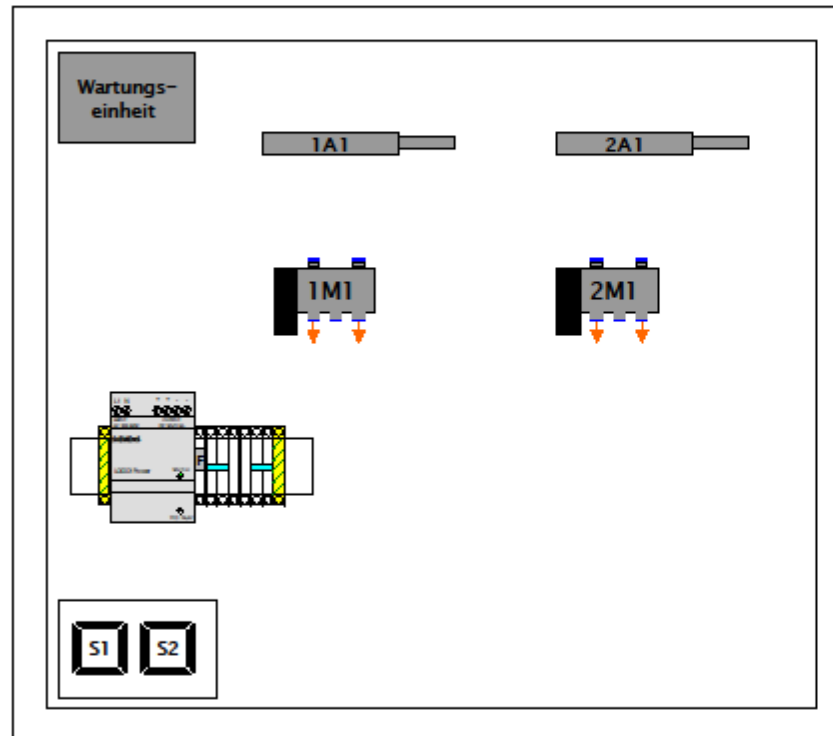 Wartungs-
einheit
1A1
2A1
1M1
2M1
F
S1
S2